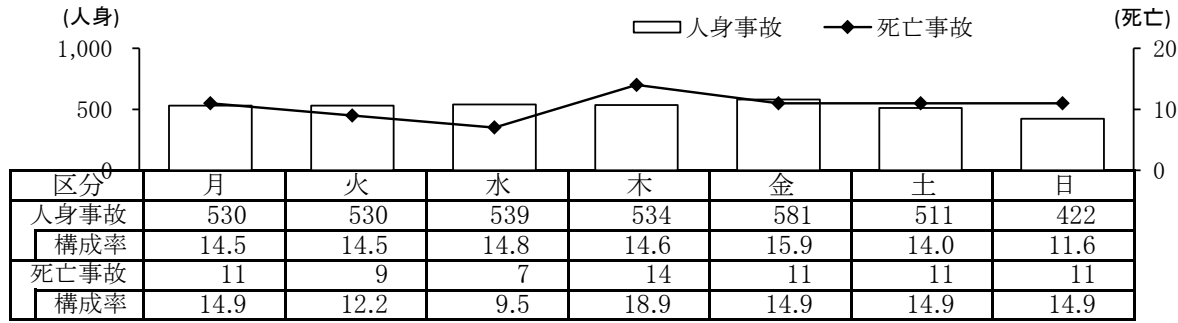 (人身)
(死亡)
人身事故 死亡事故
1,000 20
500 10
0 0
区分 月 火 水 木 金 土 日
人身事故 530 530 539 534 581 511 422
構成率 14.5 14.5 14.8 14.6 15.9 14.0 11.6
死亡事故 11 9 7 14 11 11 11
構成率 14.9 12.2 9.5 18.9 14.9 14.9 14.9